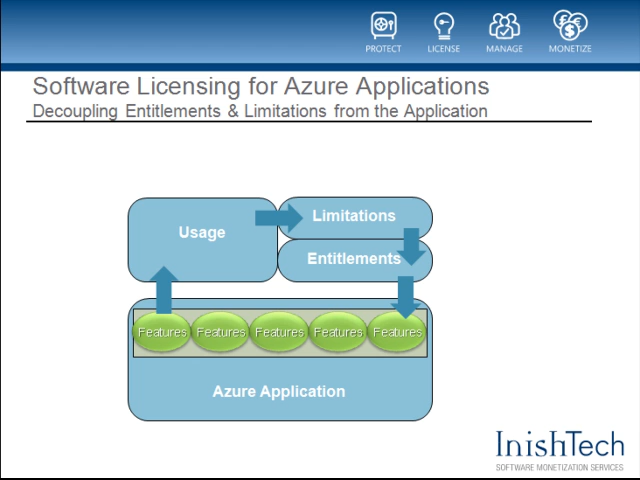 PROTECT LICENSE MANAGE MONETIZE
Software Licensing for Azure Applications
Decoupling Entitlements & Limitations from the Application
Usage
Limitations
Entitlements
Features Features Features Features Features
Azure Application
InishTech
SOFTWARE MONETIZATION SERVICES